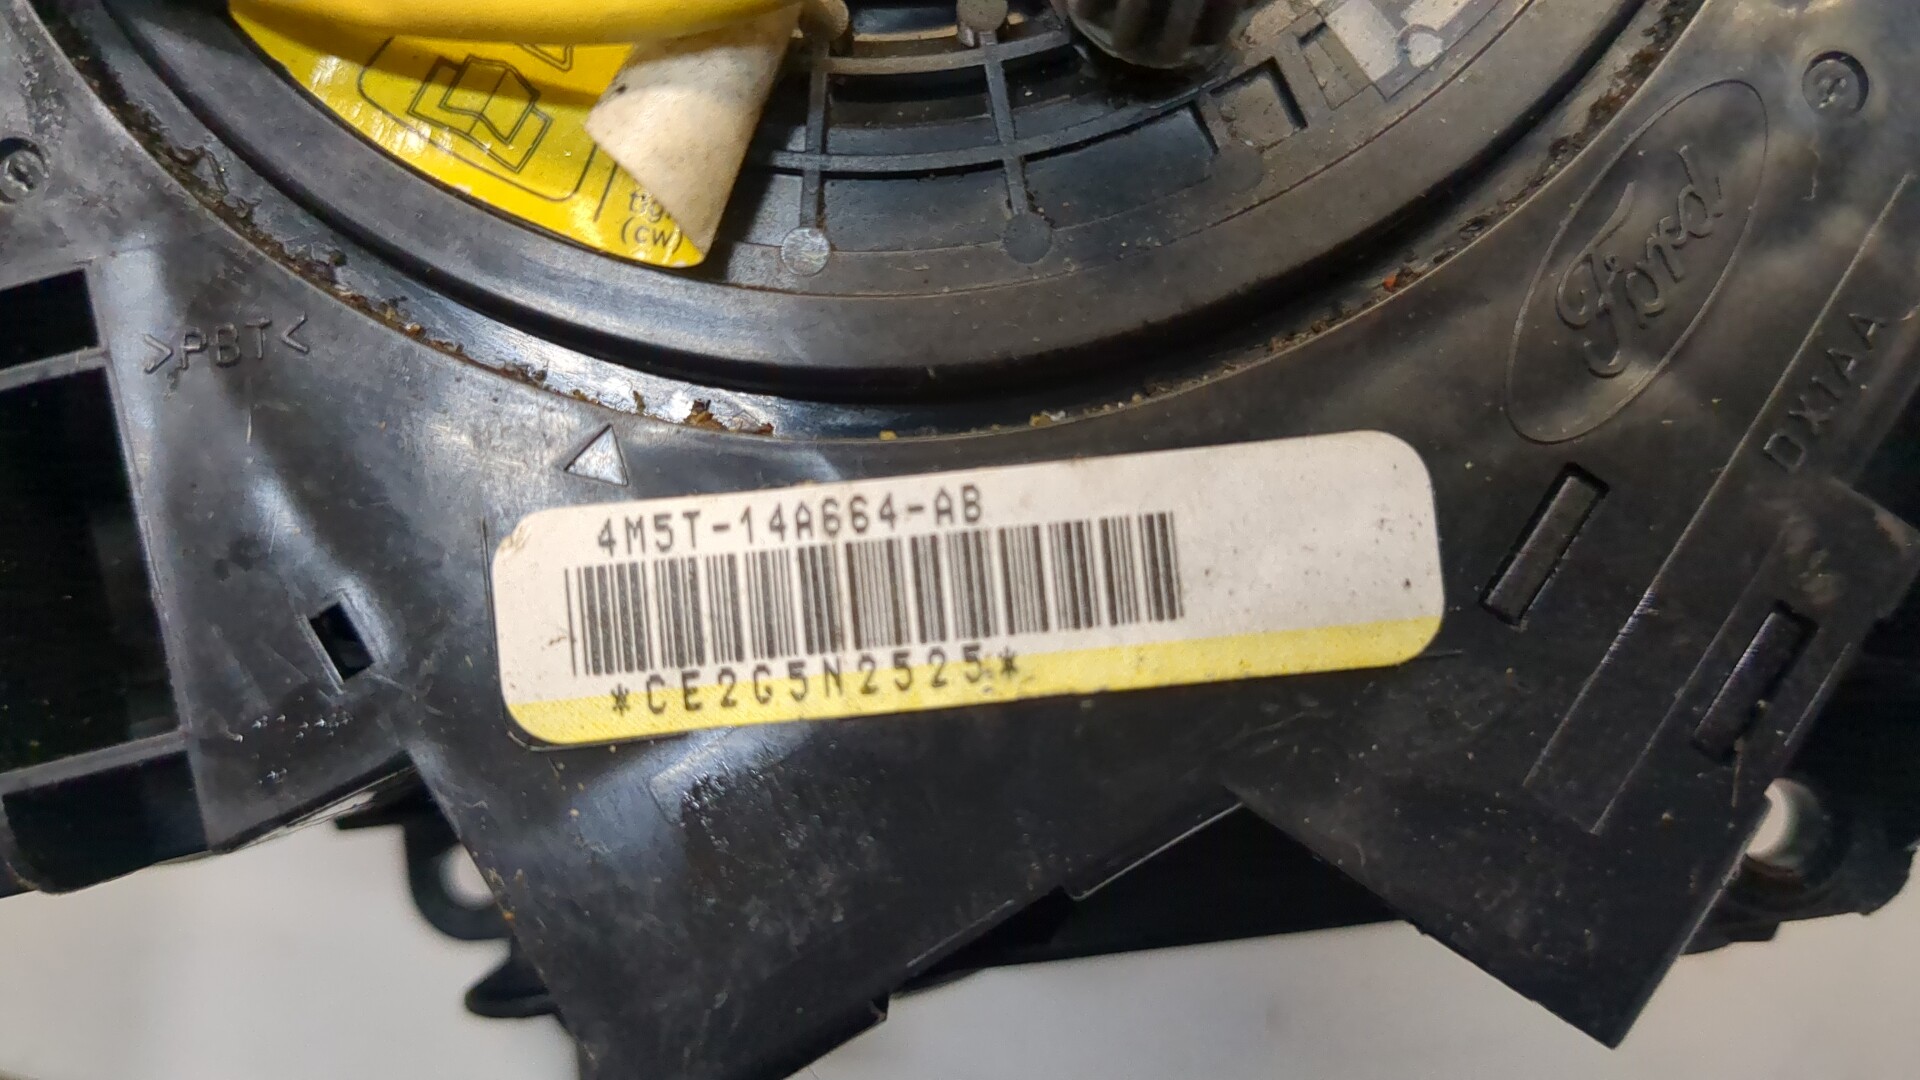 (cw)
>PBT<
Ford
DX1AA
4M5T-14A664-AB
*CE2G5N2525*